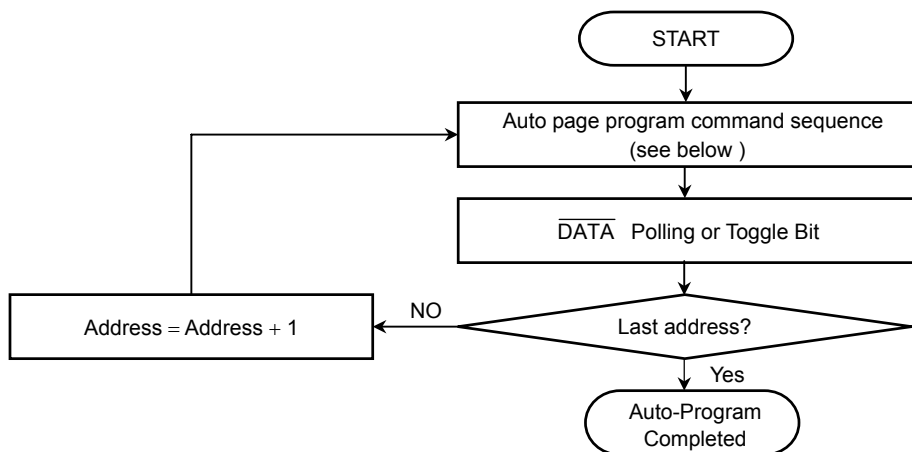 START
Auto page program command sequence
(see below )
D̅A̅T̅A̅ Polling or Toggle Bit
NO
Address = Address + 1
Last address?
Yes
Auto-Program
Completed